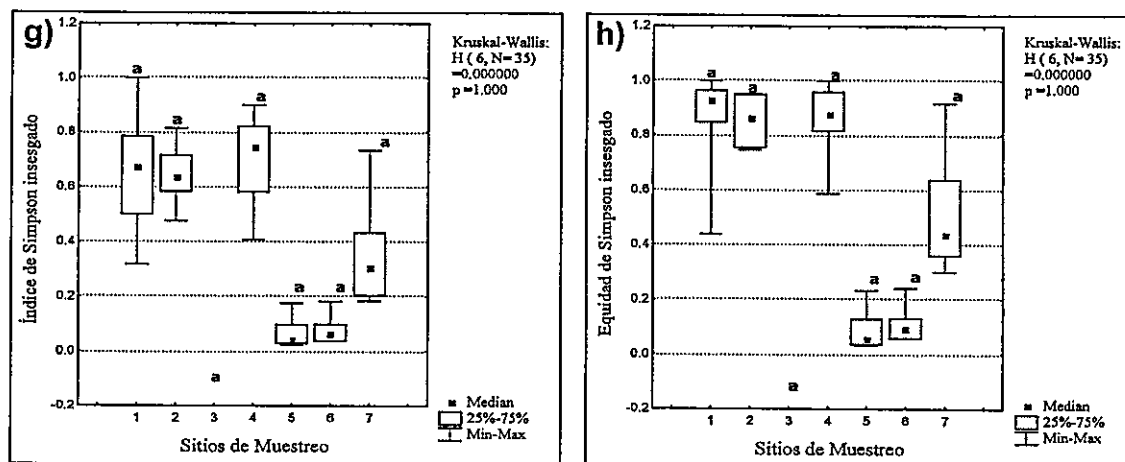 g)
Kruskal-Wallis:
H ( 6, N= 35)
=0.000000
p =1.000
Índice de Simpson insesgado
1.2
1.0
0.8
0.6
0.4
0.2
0.0
-0.2
a
a
a
a
a
a
a
1 2 3 4 5 6 7
Sitios de Muestreo
Median
25%-75%
Min-Max
h)
Kruskal-Wallis:
H ( 6, N= 35)
=0.000000
p =1.000
Equidad de Simpson insesgado
1.2
1.0
0.8
0.6
0.4
0.2
0.0
-0.2
a
a
a
a
a
a
a
1 2 3 4 5 6 7
Sitios de Muestreo
Median
25%-75%
Min-Max